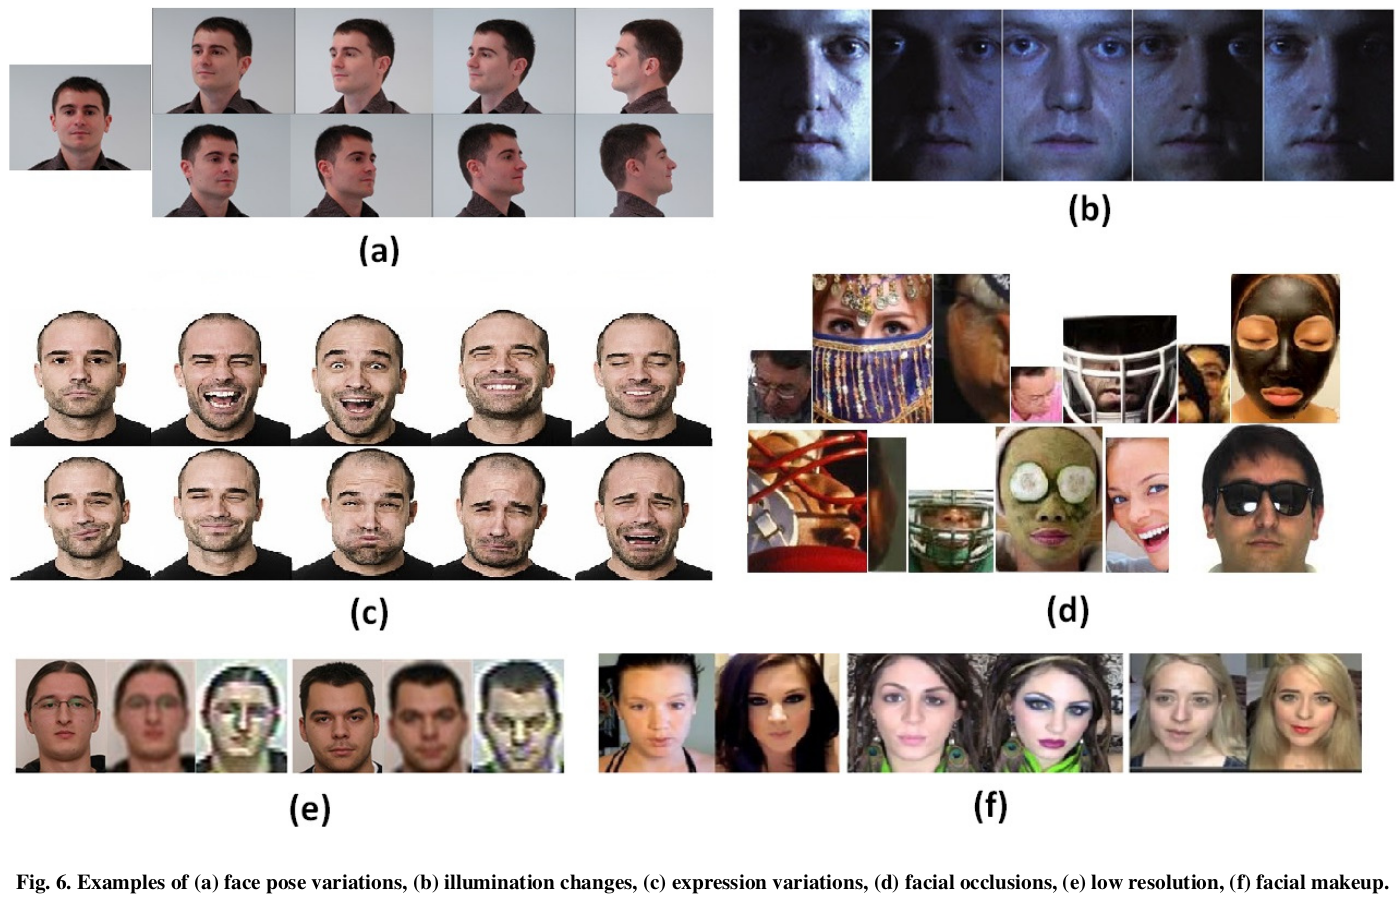 (a)
(b)
(c)
(d)
(e)
(f)
Fig. 6. Examples of (a) face pose variations, (b) illumination changes, (c) expression variations, (d) facial occlusions, (e) low resolution, (f) facial makeup.